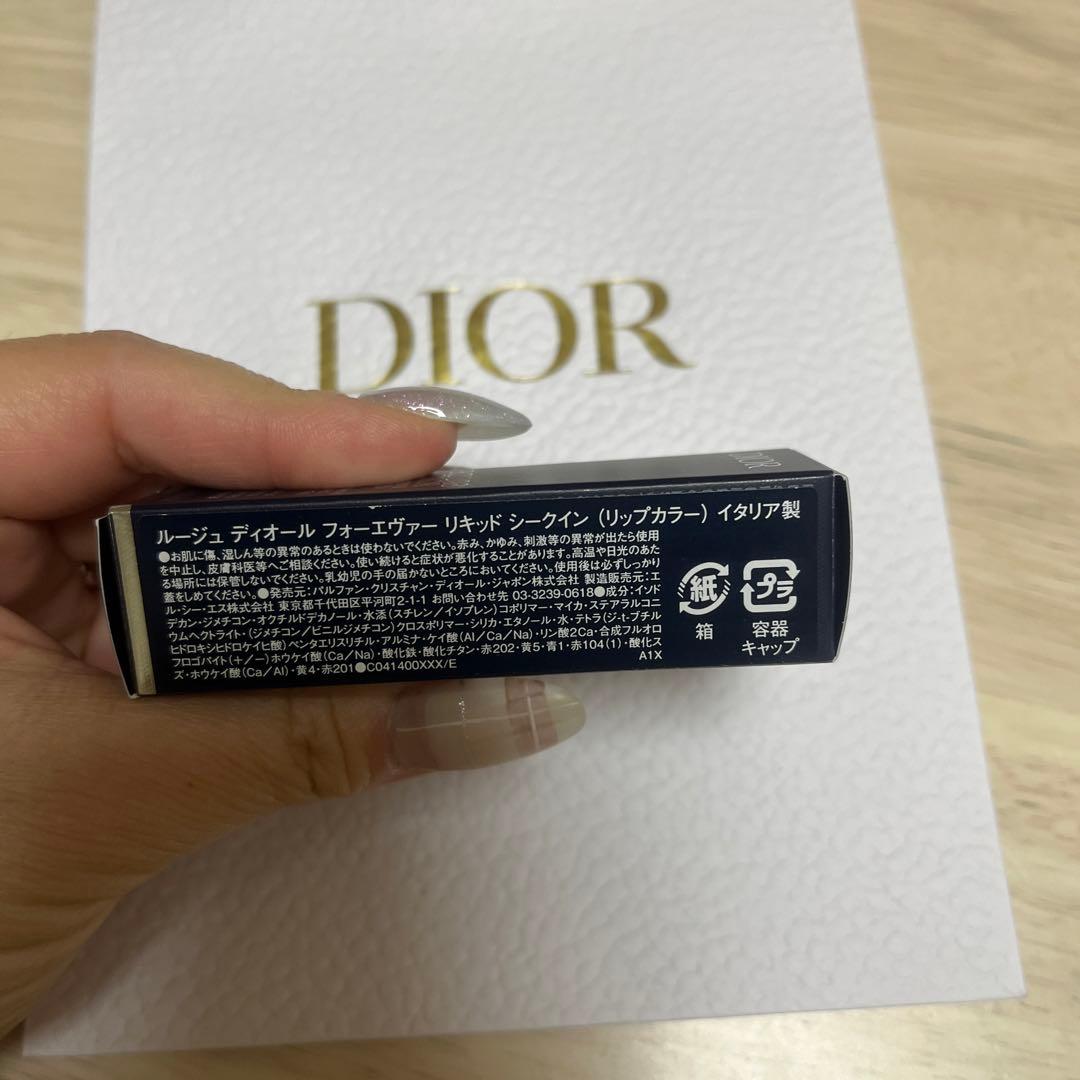 DIOR
DIOR
ルージュ ディオール フォーエヴァー リキッド シークイン（リップカラー）イタリア製
●お肌に傷、湿しん等の異常のあるときは使わないでください。赤み、かゆみ、刺激等の異常が出たら使用
を中止し、皮膚科医等へご相談ください。使い続けると症状が悪化することがあります。高温や日光のあた
る場所には保管しないでください。乳幼児の手の届かないところにおいてください。使用後は必ずしっかり
蓋をしめてください。●発売元：パルファン・クリスチャン・ディオール・ジャポン株式会社 製造販売元：エ
ル・シー・エス株式会社 東京都千代田区平河町2-1-1 お問い合わせ先 03-3239-0618●成分：イソド
デカン・ジメチコン・オクチルドデカノール・水添（スチレン／イソプレン）コポリマー・マイカ・ステアラルコニ
ウムヘクトライト・（ジメチコン／ビニルジメチコン）クロスポリマー・シリカ・エタノール・水・テトラ（ジ-t-ブチル
ヒドロキシヒドロケイヒ酸）ペンタエリスリチル・アルミナ・ケイ酸（Al／Ca／Na）・リン酸2Ca・合成フルオロ
フロゴパイト（+／−）ホウケイ酸（Ca／Na）・酸化鉄・酸化チタン・赤202・黄5・青1・赤104（1）・酸化ス
ズ・ホウケイ酸（Ca／Al）・黄4・赤201●C041400XXX／E
A1X
紙
箱
プラ
容器
キャップ